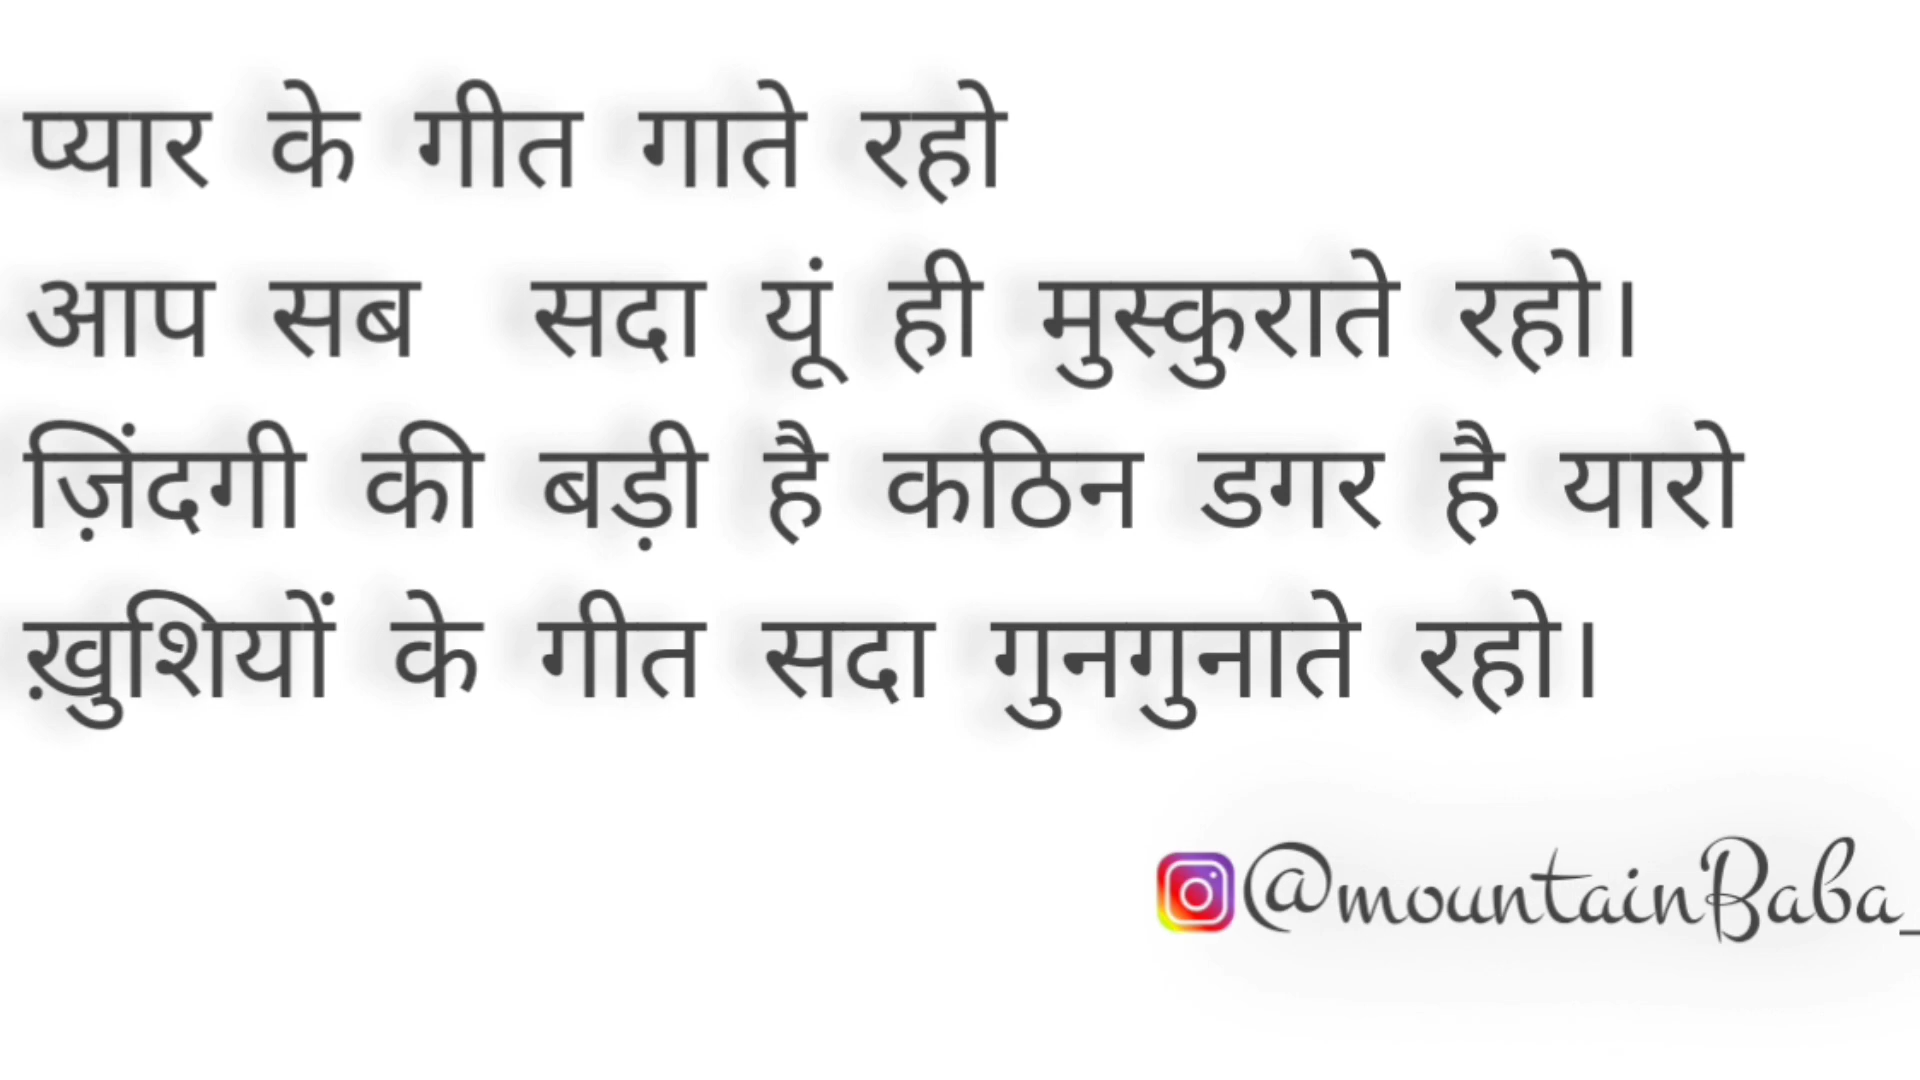 प्यार के गीत गाते रहो
आप सब सदा यूं ही मुस्कुराते रहो।
ज़िंदगी की बड़ी है कठिन डगर है यारो
ख़ुशियों के गीत सदा गुनगुनाते रहो।
@mountainBaba_